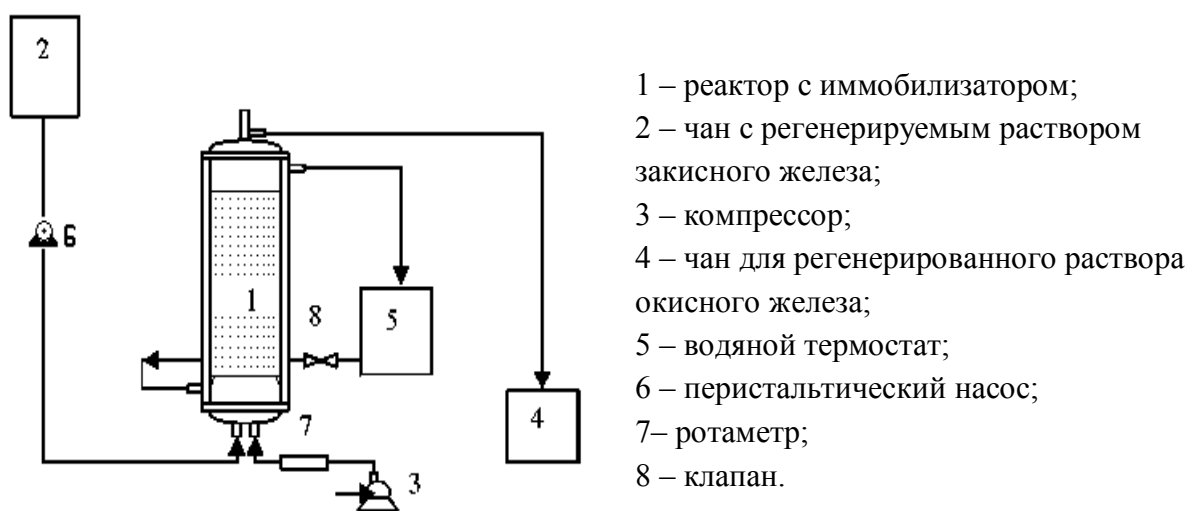 2
6
1
8
5
7
3
4
1 – реактор с иммобилизатором;
2 – чан с регенерируемым раствором
закисного железа;
3 – компрессор;
4 – чан для регенерированного раствора
окисного железа;
5 – водяной термостат;
6 – перистальтический насос;
7– ротаметр;
8 – клапан.